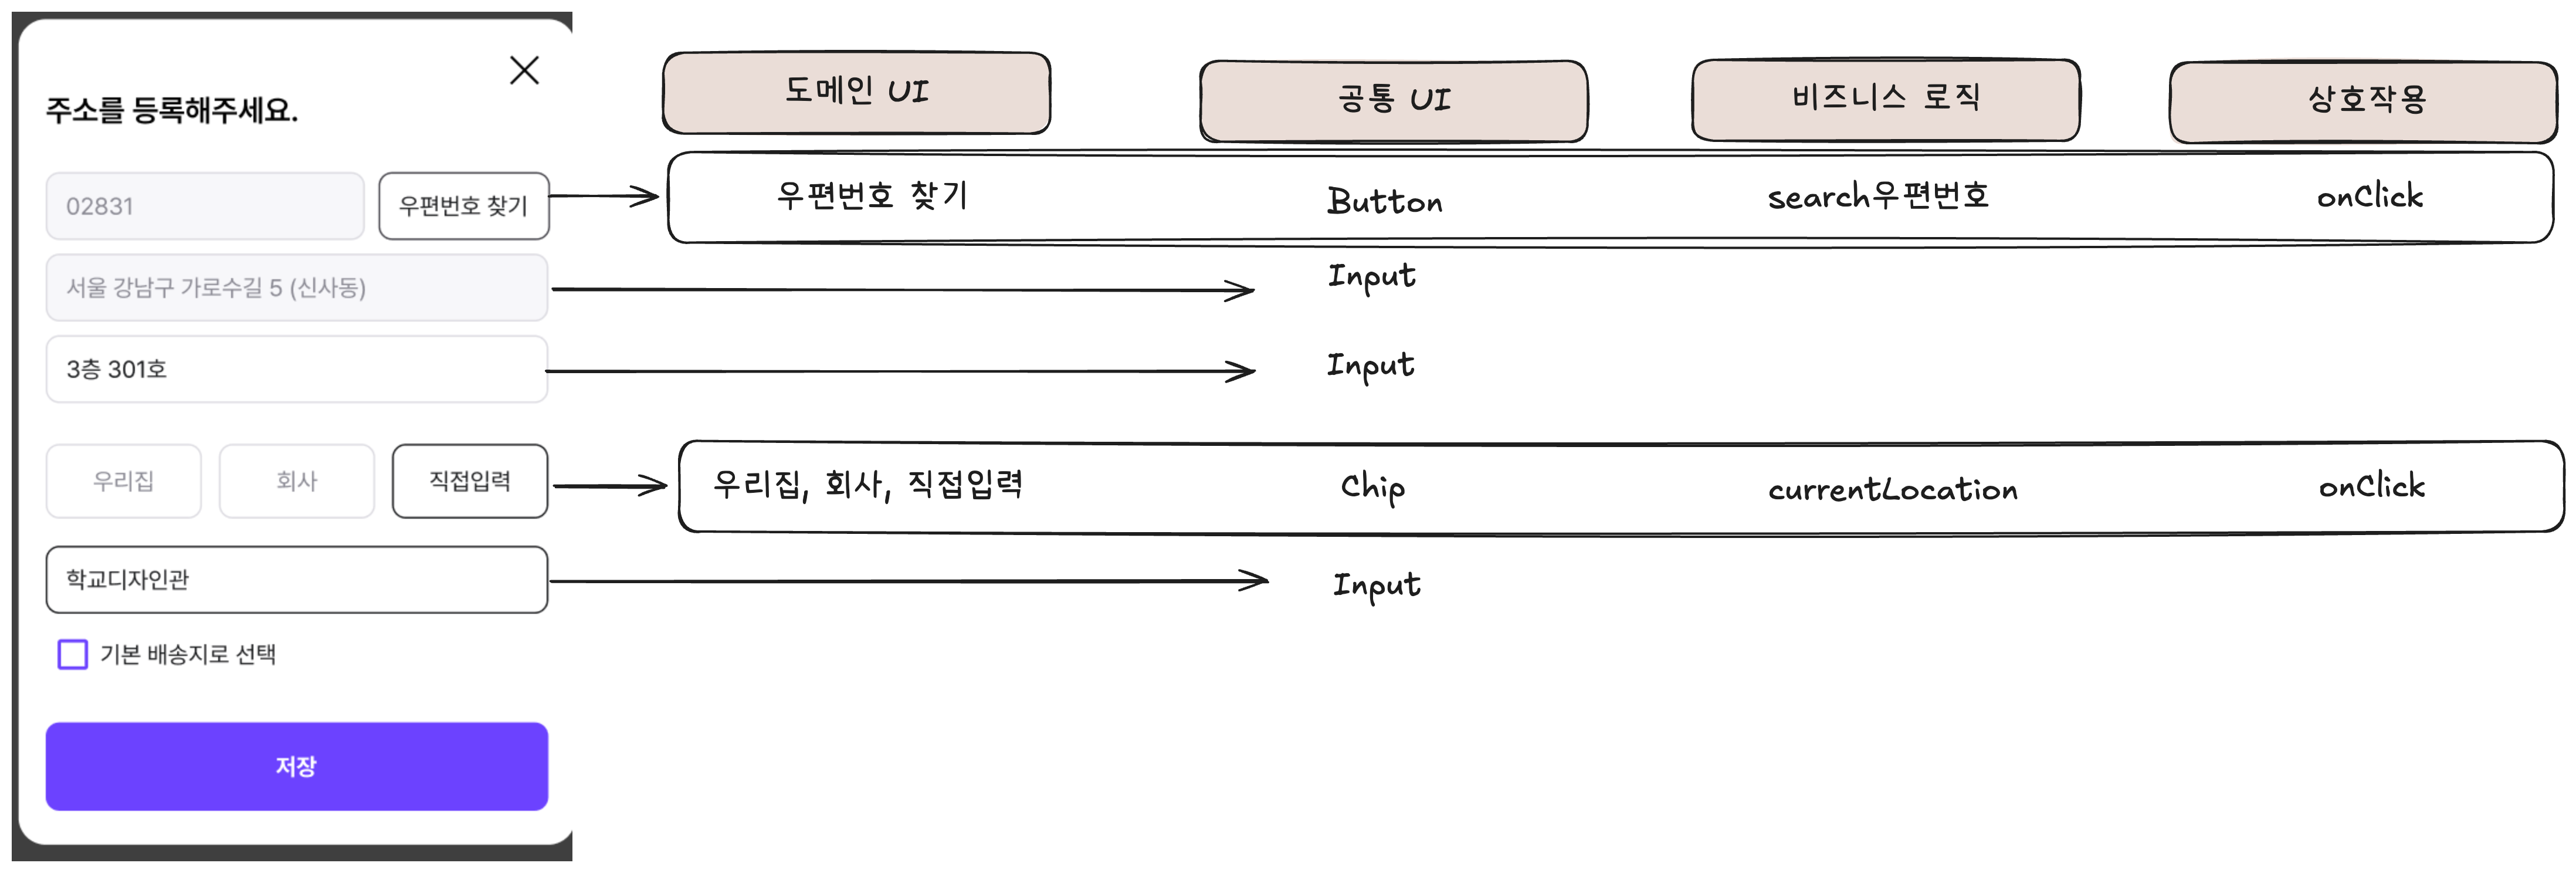 주소를 등록해주세요.
02831
우편번호 찾기
서울 강남구 가로수길 5 (신사동)
3층 301호
우리집 회사 직접입력
학교디자인관
기본 배송지로 선택
저장
도메인 UI 공통 UI 비즈니스 로직 상호작용
우편번호 찾기 Button search우편번호 onClick
Input
Input
우리집, 회사, 직접입력 Chip currentLocation onClick
Input